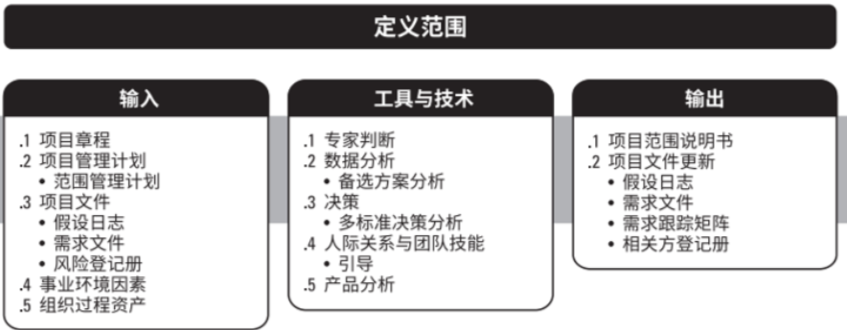 定义范围
输入
.1 项目章程
.2 项目管理计划
• 范围管理计划
.3 项目文件
• 假设日志
• 需求文件
• 风险登记册
.4 事业环境因素
.5 组织过程资产
工具与技术
.1 专家判断
.2 数据分析
• 备选方案分析
.3 决策
• 多标准决策分析
.4 人际关系与团队技能
• 引导
.5 产品分析
输出
.1 项目范围说明书
.2 项目文件更新
• 假设日志
• 需求文件
• 需求跟踪矩阵
• 相关方登记册